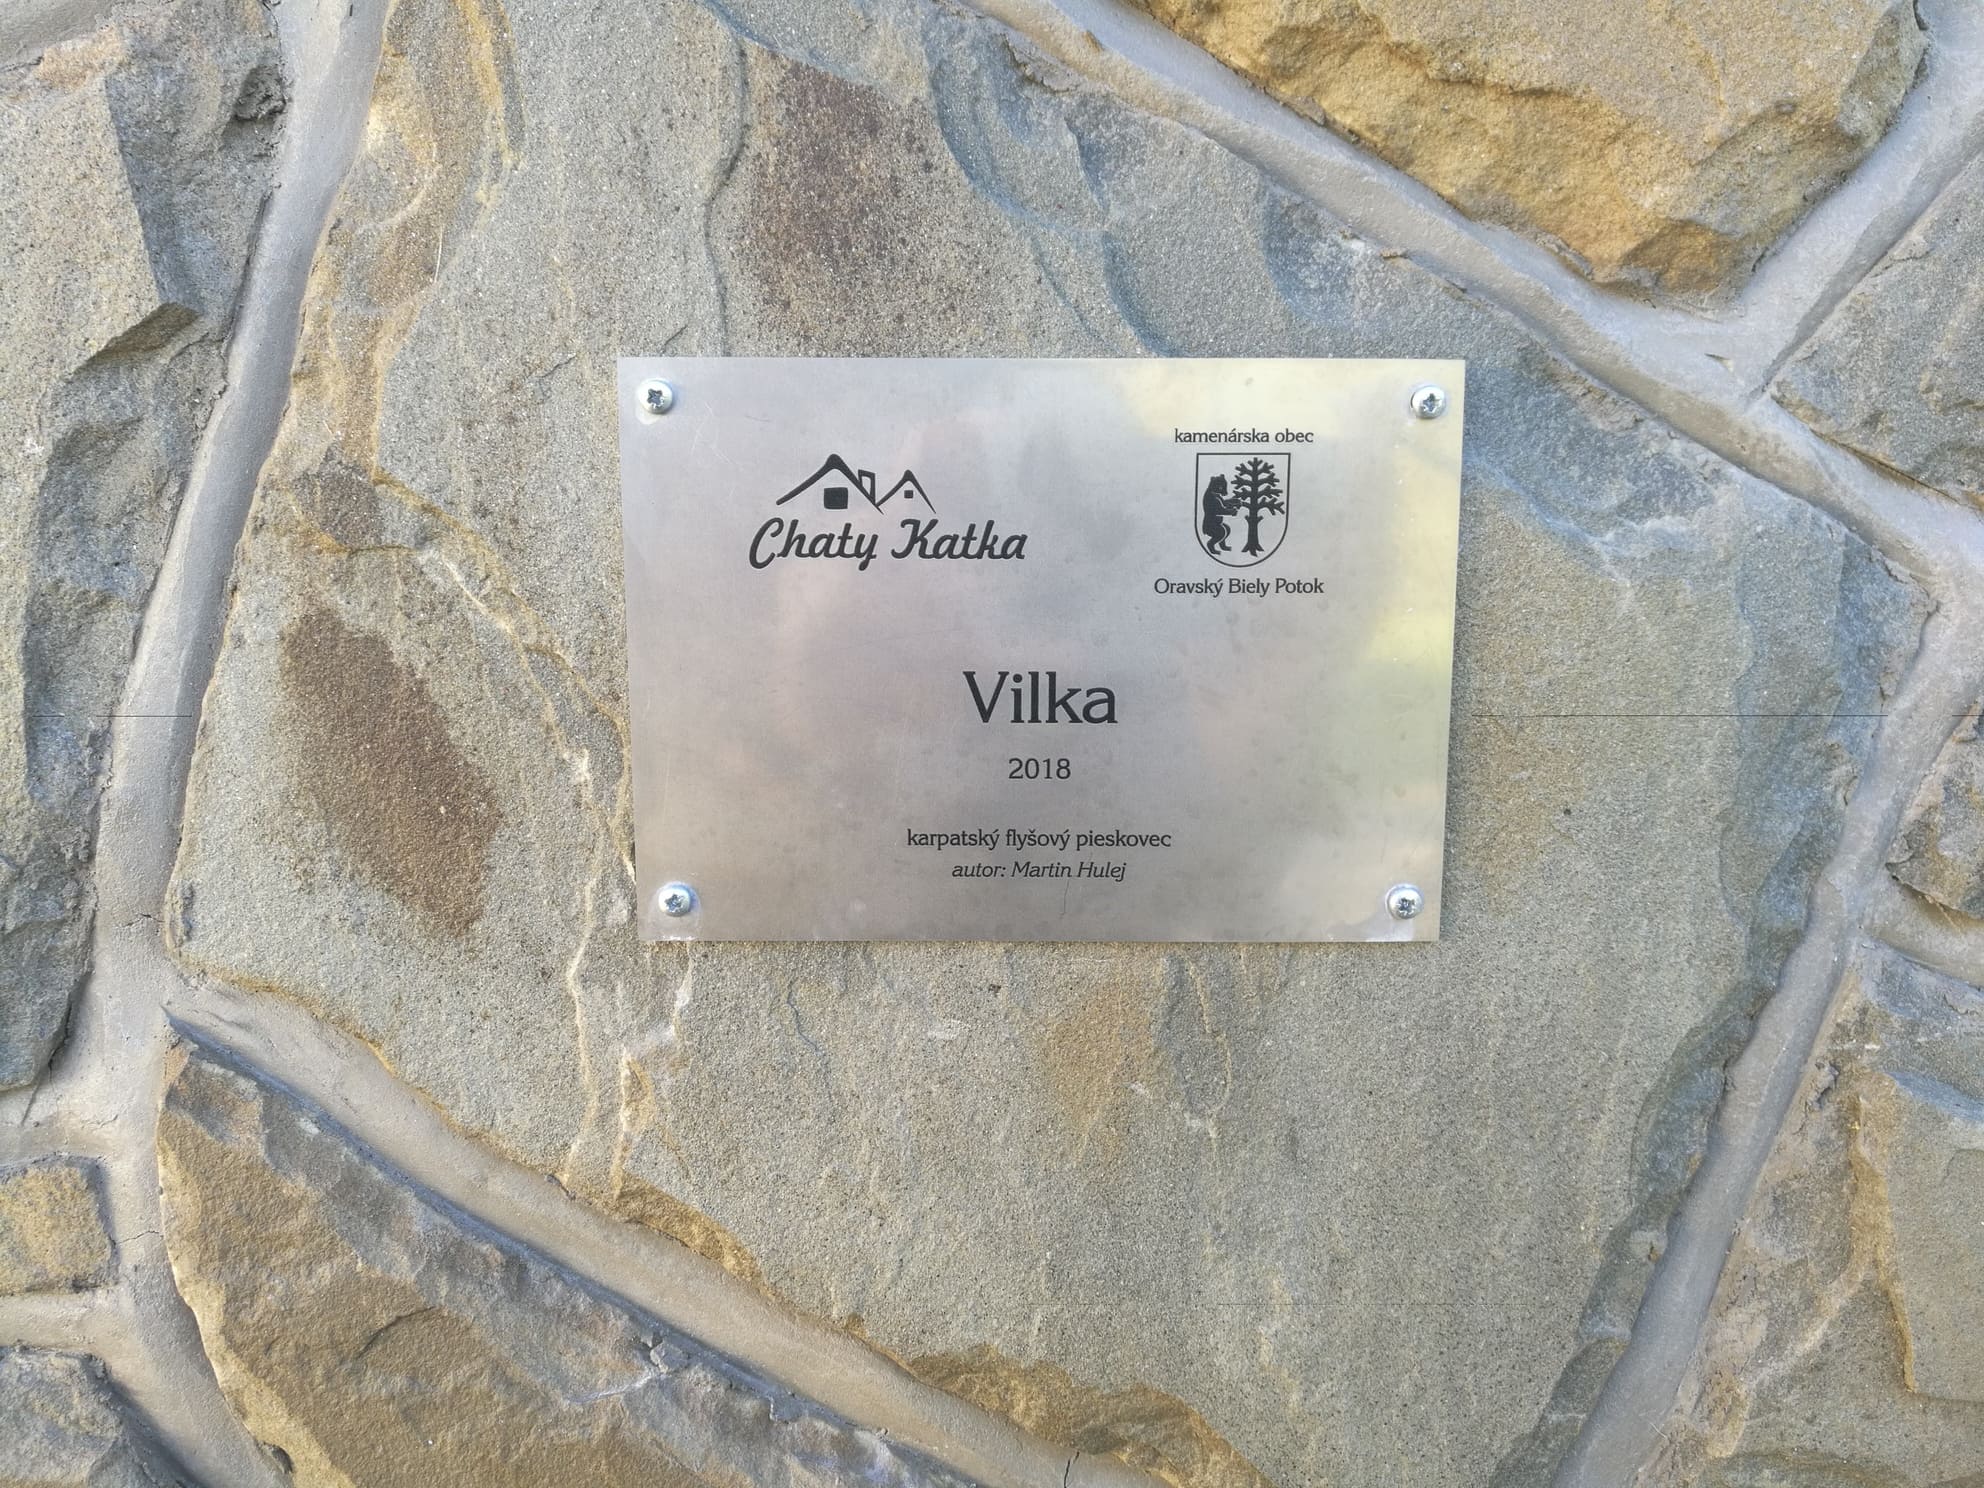 Chaty Katka
kamenárska obec
Oravský Biely Potok
Vilka
2018
karpatský flyšový pieskovec
autor: Martin Hulej